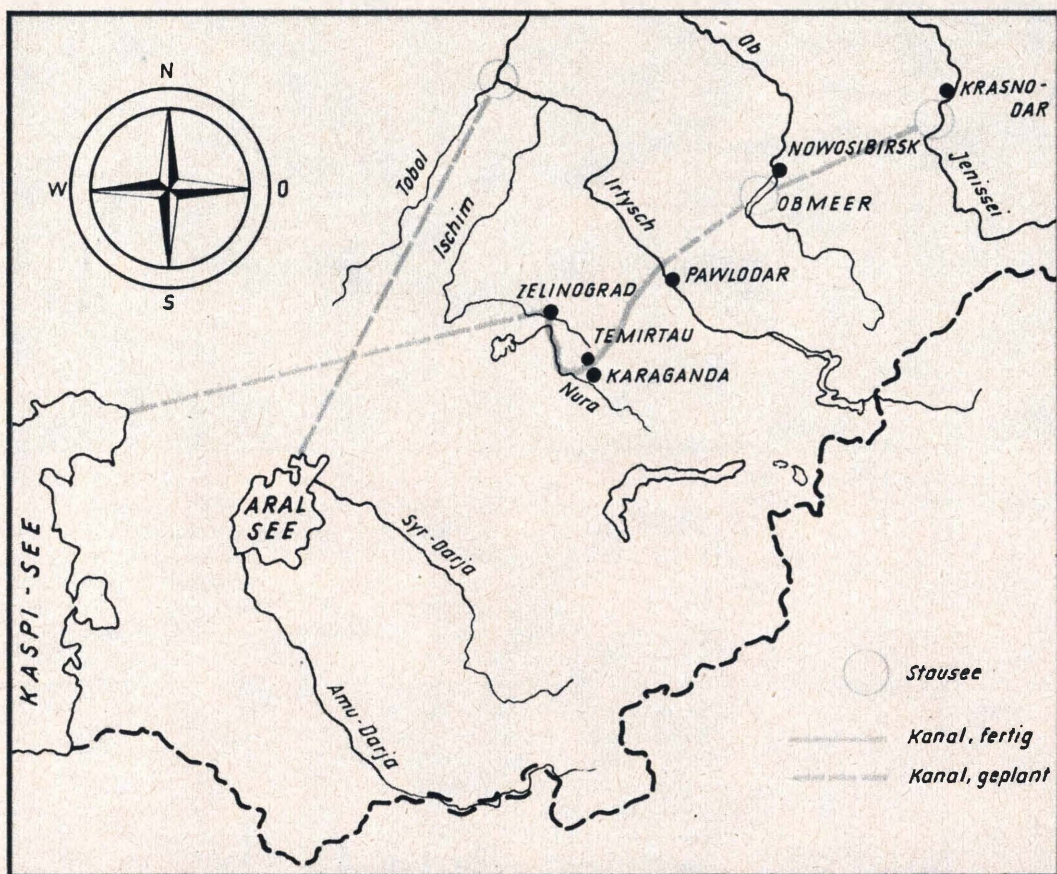 N
W
O
S
Ob
KRASNO-
DAR
NOWOSIBIRSK
OBMEER
Jenissei
Tobol
Ischim
Irtysch
PAWLODAR
ZELINOGRAD
TEMIRTAU
KARAGANDA
Nura
ARAL
SEE
KASPI-SEE
Syr-Darja
Amu-Darja
Stausee
Kanal, fertig
Kanal, geplant